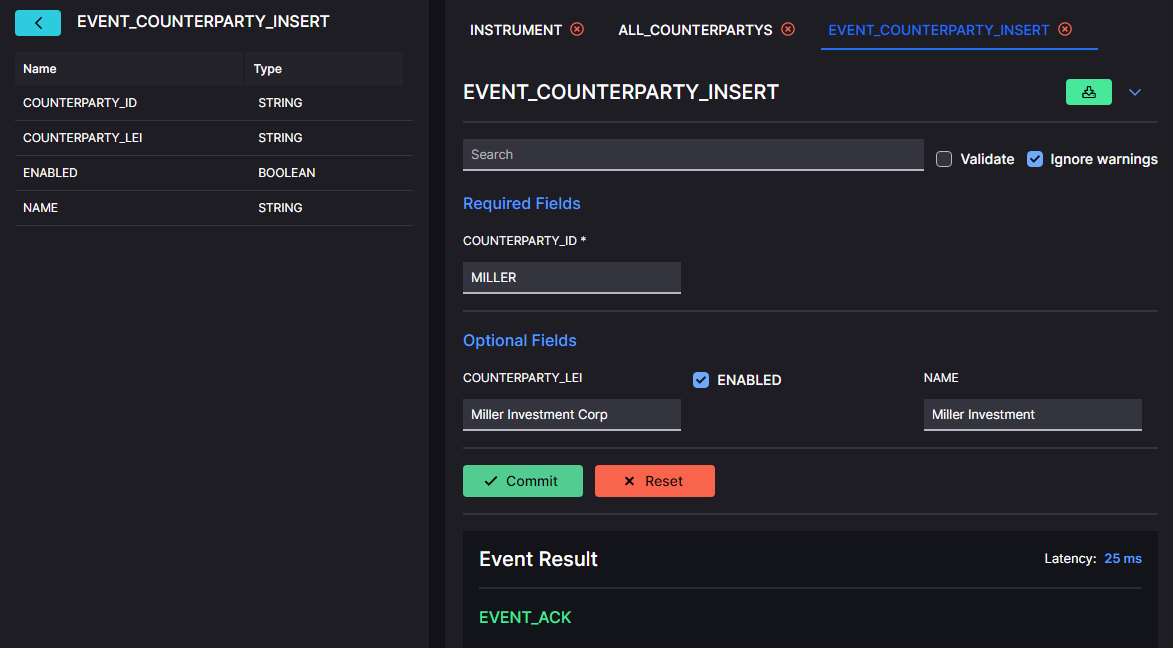 EVENT_COUNTERPARTY_INSERT
Name Type
COUNTERPARTY_ID STRING
COUNTERPARTY_LEI STRING
ENABLED BOOLEAN
NAME STRING
INSTRUMENT ALL_COUNTERPARTYS EVENT_COUNTERPARTY_INSERT
EVENT_COUNTERPARTY_INSERT
Search Validate Ignore warnings
Required Fields
COUNTERPARTY_ID *
MILLER
Optional Fields
COUNTERPARTY_LEI ENABLED NAME
Miller Investment Corp Miller Investment
Commit Reset
Event Result Latency: 25 ms
EVENT_ACK